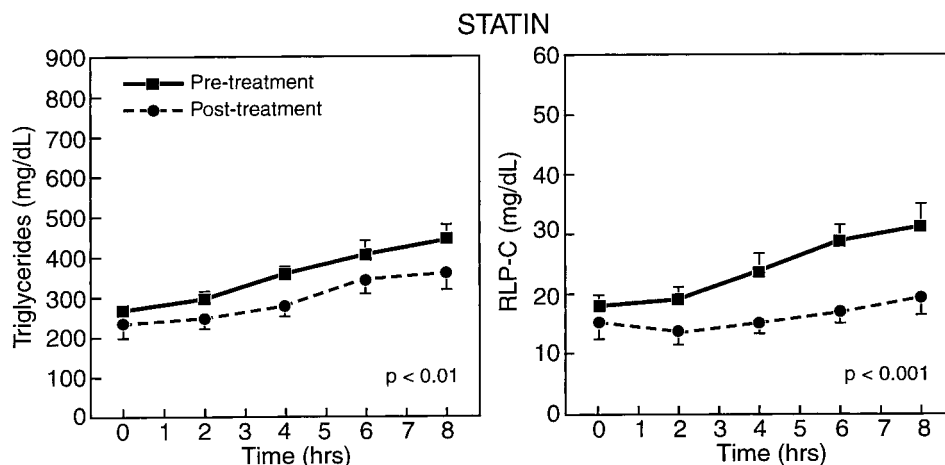 STATIN
Triglycerides (mg/dL)
900
800
700
600
500
400
300
200
100
0
Pre-treatment
Post-treatment
p < 0.01
0 1 2 3 4 5 6 7 8
Time (hrs)
RLP-C (mg/dL)
60
50
40
30
20
10
0
p < 0.001
0 1 2 3 4 5 6 7 8
Time (hrs)